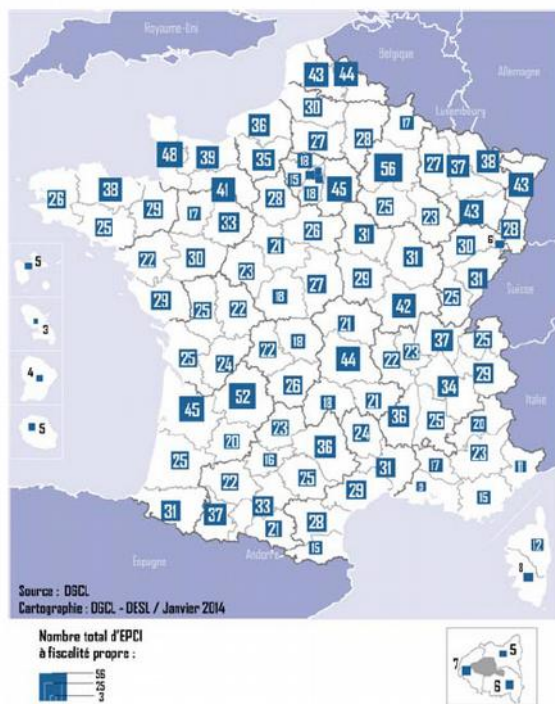 Royaume-Uni
Belgique
Allemagne
43 44
Luxembourg
30
17
36
27 28
48 39 35 18 56 27 37 38
15 45 43
26 38 41 18
29 17 28 25 23 43
25 33 26 28
21 31 30 6
5
22 30 23 31
27 29 31
29 25 22 18 42 25
Suisse
3
21
22 18 37 25
25 24 44 22 23
29
4
26 34
45 52 18 21
Italie
36 25 20
5
23 24
20 36 23
25 16 31 17
22 25
29 15
31 37 33
21 28
12
15
8
Espagne
Andorre
Source : DGCL
Cartographie : DGCL - DESL / Janvier 2014
Nombre total d'EPCI
à fiscalité propre :
56
25
3
5
7
6